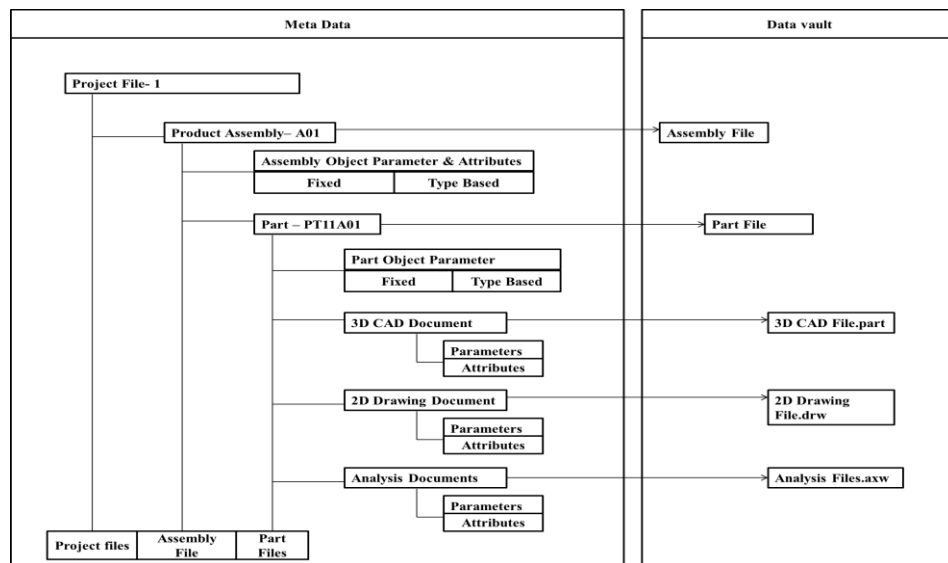 Meta Data
Data vault
Project File- 1
Product Assembly– A01
Assembly File
Assembly Object Parameter & Attributes
Fixed
Type Based
Part – PT11A01
Part File
Part Object Parameter
Fixed
Type Based
3D CAD Document
3D CAD File.part
Parameters
Attributes
2D Drawing Document
2D Drawing
File.drw
Parameters
Attributes
Analysis Documents
Analysis Files.axw
Parameters
Attributes
Project files
Assembly
File
Part
Files